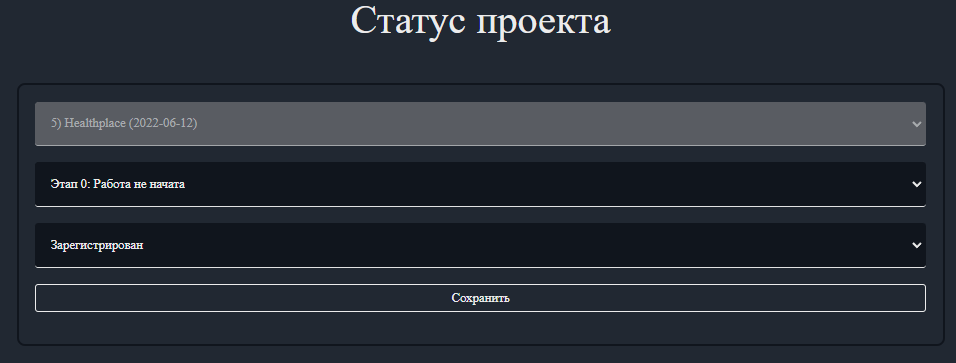 Статус проекта
5) Healthplace (2022-06-12)
Этап 0: Работа не начата
Зарегистрирован
Сохранить